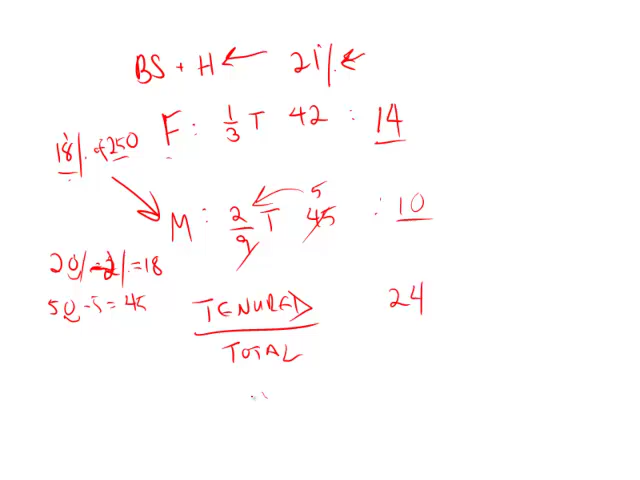 BS + H ← 21% ←
F : 1/3 T 42 : 14
18% of 250
5
M : 2/9 T 45 : 10
20% - 2% = 18
50 - 5 = 45
TENURED 24
TOTAL